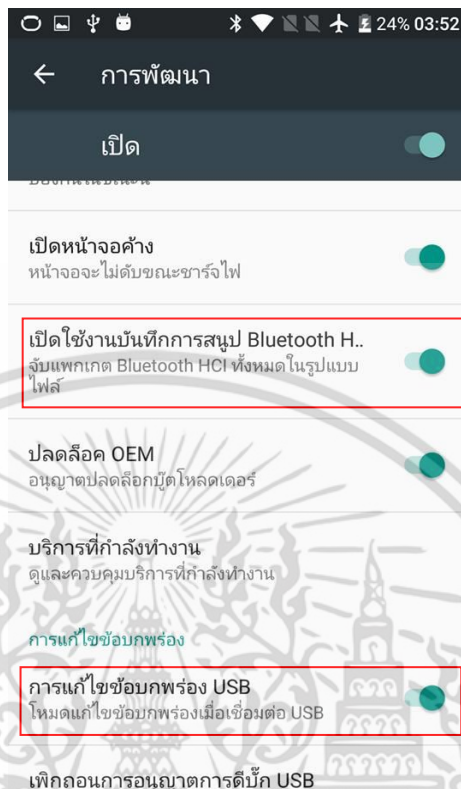 24% 03:52
การพัฒนา
เปิด
เปิดหน้าจอค้าง
หน้าจอจะไม่ดับขณะชาร์จไฟ
เปิดใช้งานบันทึกการสนูป Bluetooth H..
จับแพกเกต Bluetooth HCI ทั้งหมดในรูปแบบ
ไฟล์
ปลดล็อค OEM
อนุญาตปลดล็อกบู๊ตโหลดเดอร์
บริการที่กำลังทำงาน
ดูและควบคุมบริการที่กำลังทำงาน
การแก้ไขข้อบกพร่อง
การแก้ไขข้อบกพร่อง USB
โหมดแก้ไขข้อบกพร่องเมื่อเชื่อมต่อ USB
เพิกถอนการอนุญาตการดีบั๊ก USB